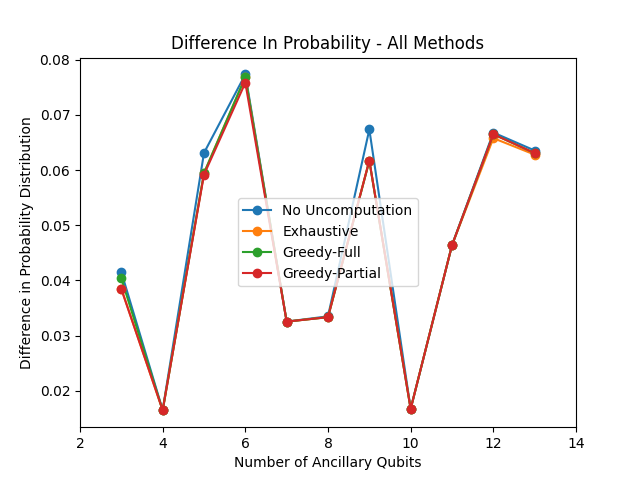 Difference In Probability - All Methods
Difference in Probability Distribution
0.08
0.07
0.06
0.05
0.04
0.03
0.02
No Uncomputation
Exhaustive
Greedy-Full
Greedy-Partial
2
4
6
8
10
12
14
Number of Ancillary Qubits